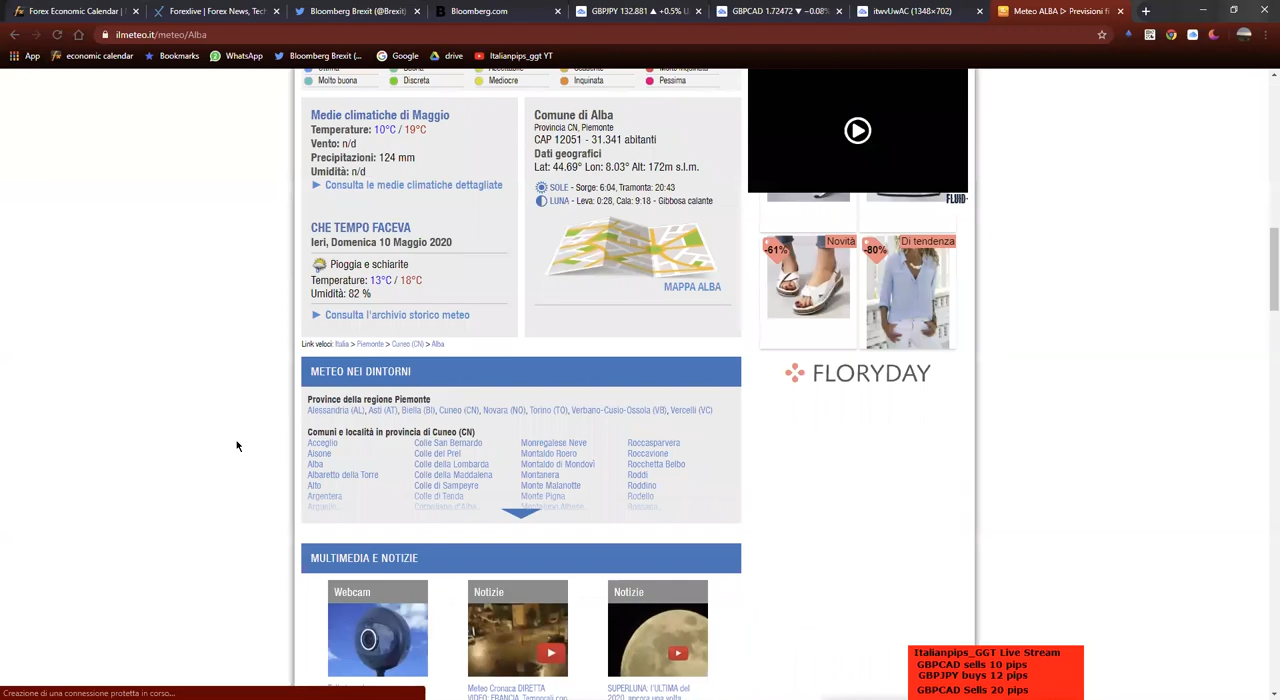 Forex Economic Calendar |
Forexlive | Forex News, Tech
Bloomberg Brexit (@Brexit)
Bloomberg.com
GBPJPY 132.881 ▲ +0.5% U
GBPCAD 1.72472 ▼ −0.08%
itwvUwAC (1348×702)
Meteo ALBA ▷ Previsioni fi
ilmeteo.it/meteo/Alba
App
economic calendar
Bookmarks
WhatsApp
Bloomberg Brexit (...
Google
drive
Italianpips_ggt YT
Molto buona
Discreta
Mediocre
Inquinata
Pessima
Medie climatiche di Maggio
Temperature: 10°C / 19°C
Vento: n/d
Precipitazioni: 124 mm
Umidità: n/d
► Consulta le medie climatiche dettagliate
CHE TEMPO FACEVA
Ieri, Domenica 10 Maggio 2020
Pioggia e schiarite
Temperature: 13°C / 18°C
Umidità: 82 %
► Consulta l'archivio storico meteo
Comune di Alba
Provincia CN, Piemonte
CAP 12051 - 31.341 abitanti
Dati geografici
Lat: 44.69° Lon: 8.03° Alt: 172m s.l.m.
SOLE - Sorge: 6:04, Tramonta: 20:43
LUNA - Leva: 0:28, Cala: 9:18 - Gibbosa calante
MAPPA ALBA
FLUID-
-61%
Novità
-80%
Di tendenza
FLORYDAY
Link veloci: Italia > Piemonte > Cuneo (CN) > Alba
METEO NEI DINTORNI
Province della regione Piemonte
Alessandria (AL), Asti (AT), Biella (BI), Cuneo (CN), Novara (NO), Torino (TO), Verbano-Cusio-Ossola (VB), Vercelli (VC)
Comuni e località in provincia di Cuneo (CN)
Acceglio
Aisone
Alba
Albaretto della Torre
Alto
Argentera
Colle San Bernardo
Colle del Prel
Colle della Lombarda
Colle della Maddalena
Colle di Sampeyre
Colle di Tenda
Corneliano d'Alba
Monregalese Neve
Montaldo Roero
Montaldo di Mondovì
Montanera
Monte Malanotte
Monte Pigna
Roccasparvera
Roccavione
Rocchetta Belbo
Roddi
Roddino
Rodello
MULTIMEDIA E NOTIZIE
Webcam
Notizie
Notizie
Meteo Cronaca DIRETTA
VIDEO: FRANCIA, Temporali con
SUPERLUNA: l'ULTIMA del
2020, ancora una volta
Italianpips_GGT Live Stream
GBPCAD sells 10 pips
GBPJPY buys 12 pips
GBPCAD Sells 20 pips
Creazione di una connessione protetta in corso...